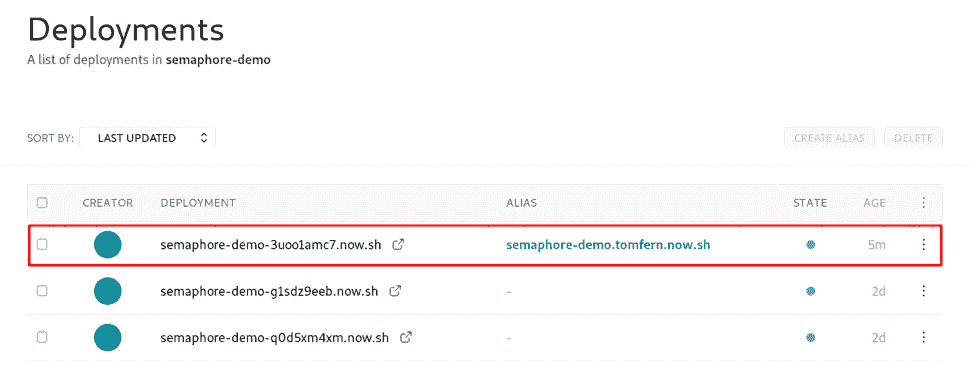 Deployments
A list of deployments in semaphore-demo
SORT BY: LAST UPDATED CREATE ALIAS DELETE
CREATOR DEPLOYMENT ALIAS STATE AGE
semaphore-demo-3uoo1amc7.now.sh semaphore-demo.tomfern.now.sh 5m
semaphore-demo-g1sdz9eeb.now.sh - 2d
semaphore-demo-q0d5xm4xm.now.sh - 2d